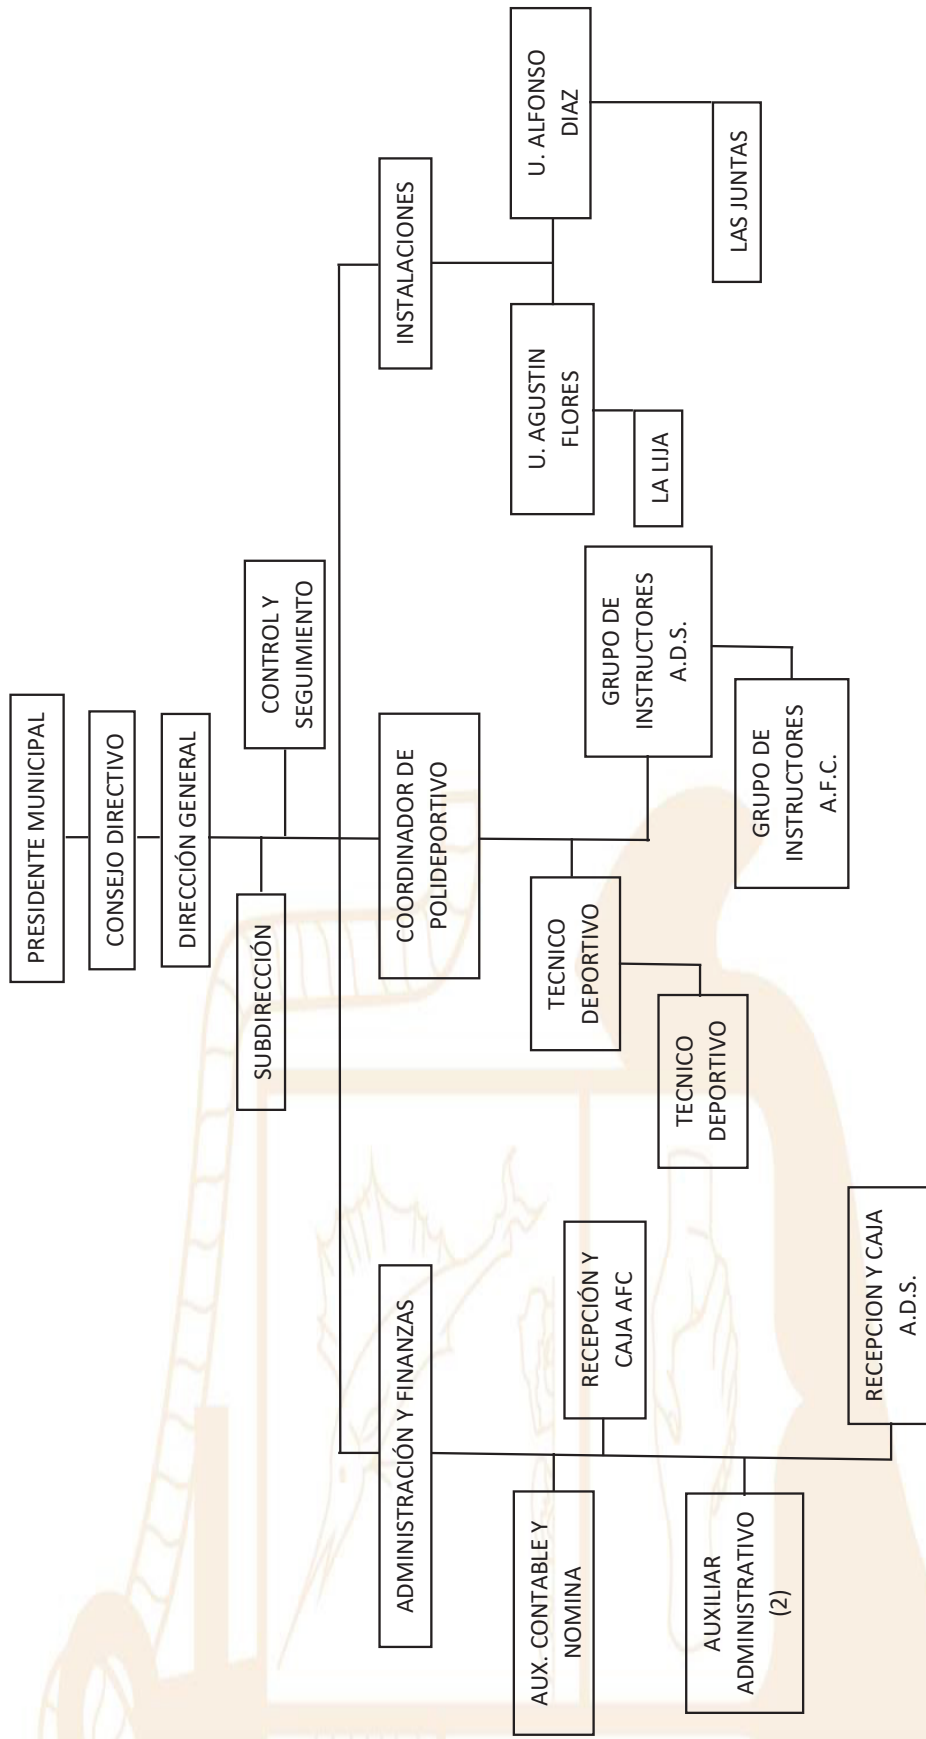 PRESIDENTE MUNICIPAL
CONSEJO DIRECTIVO
DIRECCIÓN GENERAL
SUBDIRECCIÓN
CONTROL Y
SEGUIMIENTO
ADMINISTRACIÓN Y FINANZAS
COORDINADOR DE
POLIDEPORTIVO
INSTALACIONES
AUX. CONTABLE Y
NOMINA
RECEPCIÓN Y
CAJA AFC
AUXILIAR
ADMINISTRATIVO
(2)
RECEPCION Y CAJA
A.D.S.
TECNICO
DEPORTIVO
TECNICO
DEPORTIVO
GRUPO DE
INSTRUCTORES
A.D.S.
GRUPO DE
INSTRUCTORES
A.F.C.
U. AGUSTIN
FLORES
LA LIJA
U. ALFONSO
DIAZ
LAS JUNTAS